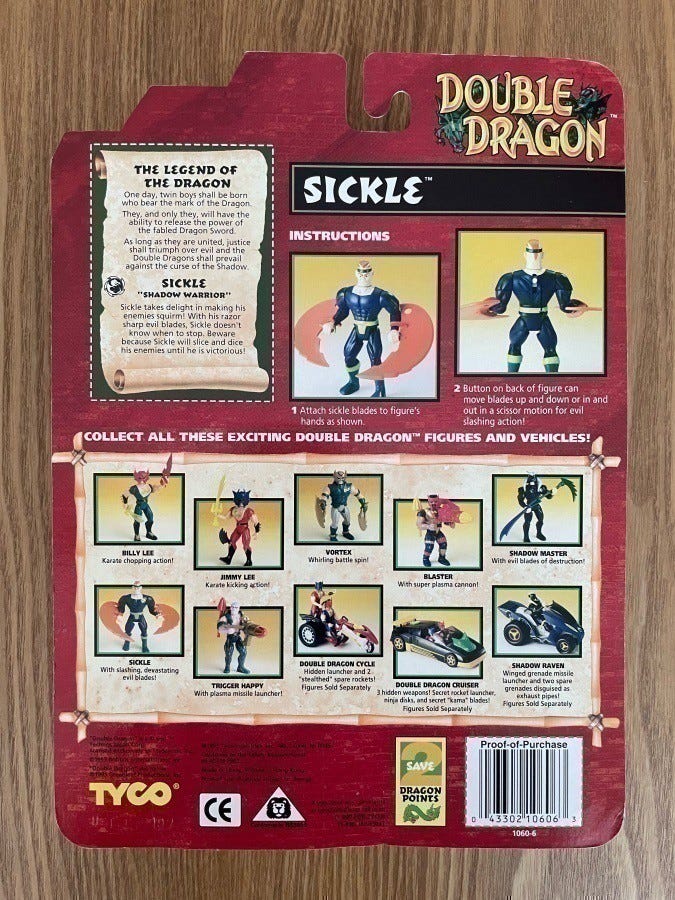 DOUBLE
DRAGON™
SICKLE™
THE LEGEND OF
THE DRAGON
One day, twin boys shall be born
who bear the mark of the Dragon.
They, and only they, will have the
ability to release the power of
the fabled Dragon Sword.
As long as they are united, justice
shall triumph over evil and the
Double Dragons shall prevail
against the curse of the Shadow.
SICKLE
"SHADOW WARRIOR"
Sickle takes delight in making his
enemies squirm! With his razor
sharp evil blades, Sickle doesn't
know when to stop. Beware
because Sickle will slice and dice
his enemies until he is victorious!
INSTRUCTIONS
1 Attach sickle blades to figure's
hands as shown.
2 Button on back of figure can
move blades up and down or in and
out in a scissor motion for evil
slashing action!
COLLECT ALL THESE EXCITING DOUBLE DRAGON™ FIGURES AND VEHICLES!
BILLY LEE
Karate chopping action!
JIMMY LEE
Karate kicking action!
VORTEX
Whirling battle spin!
BLASTER
With super plasma cannon!
SHADOW MASTER
With evil blades of destruction!
SICKLE
With slashing, devastating
evil blades!
TRIGGER HAPPY
With plasma missile launcher!
DOUBLE DRAGON CYCLE
Hidden launcher and 2
"stealthed" spare rockets!
Figures Sold Separately
DOUBLE DRAGON CRUISER
3 hidden weapons! Secret rocket launcher,
ninja disks, and secret "kama" blades!
Figures Sold Separately
SHADOW RAVEN
Winged grenade missile
launcher and two spare
grenades disguised as
exhaust pipes!
Figures Sold Separately
TYCO®
CE
SAVE
2
DRAGON
POINTS
Proof-of-Purchase
0 43302 10606 3
1060-6